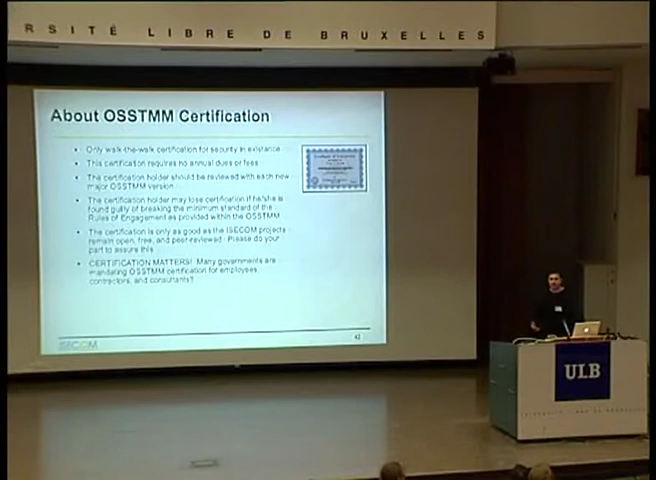 RSITÉ LIBRE DE BRUXELLES
About OSSTMM Certification
• Only walk-the-walk certification for security in existance
• This certification requires no annual dues or fees
• The certification holder should be reviewed with each new
major OSSTMM version
• The certification holder may lose certification if he/she is
found guilty of breaking the minimum standard of the
Rules of Engagement as provided within the OSSTMM
• The certification is only as good as the ISECOM projects
remain open, free, and peer-reviewed. Please do your
part to assure this
• CERTIFICATION MATTERS! Many governments are
mandating OSSTMM certification for employees,
contractors, and consultants!
ISECOM
42
ULB